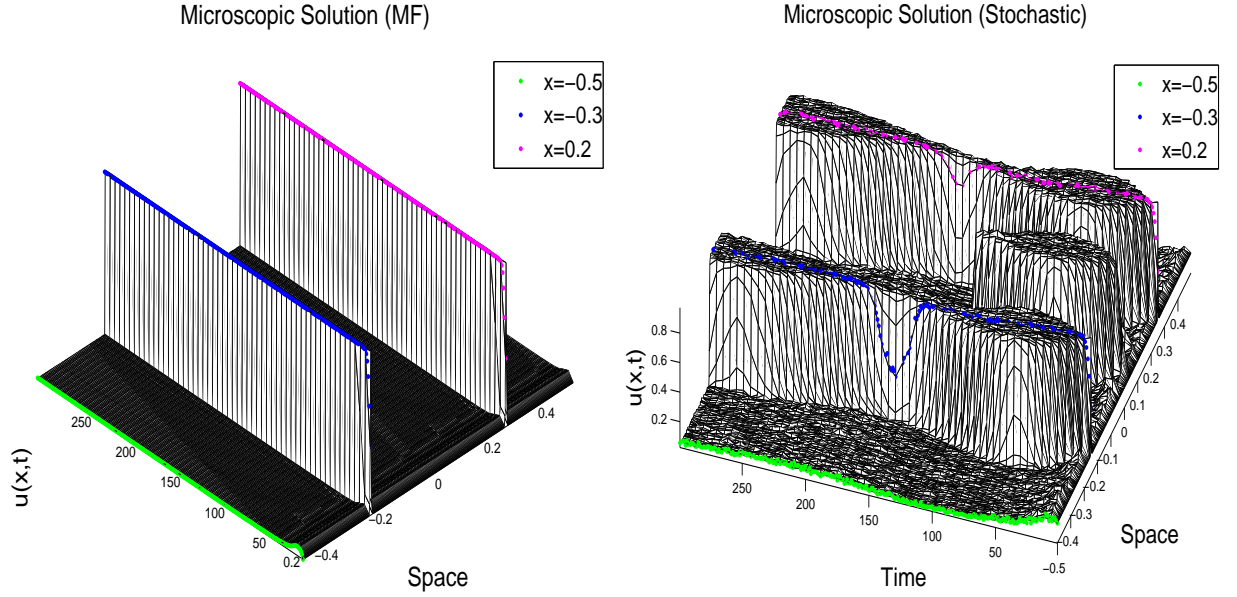 Microscopic Solution (MF)
x=−0.5
x=−0.3
x=0.2
u(x,t)
250
200
150
100
50
0.2
−0.4
−0.2
0
0.2
0.4
Space
Microscopic Solution (Stochastic)
x=−0.5
x=−0.3
x=0.2
u(x,t)
0.8
0.6
0.4
0.2
250
200
150
100
50
−0.5
−0.4
−0.3
−0.2
−0.1
0
0.1
0.2
0.3
0.4
Time
Space